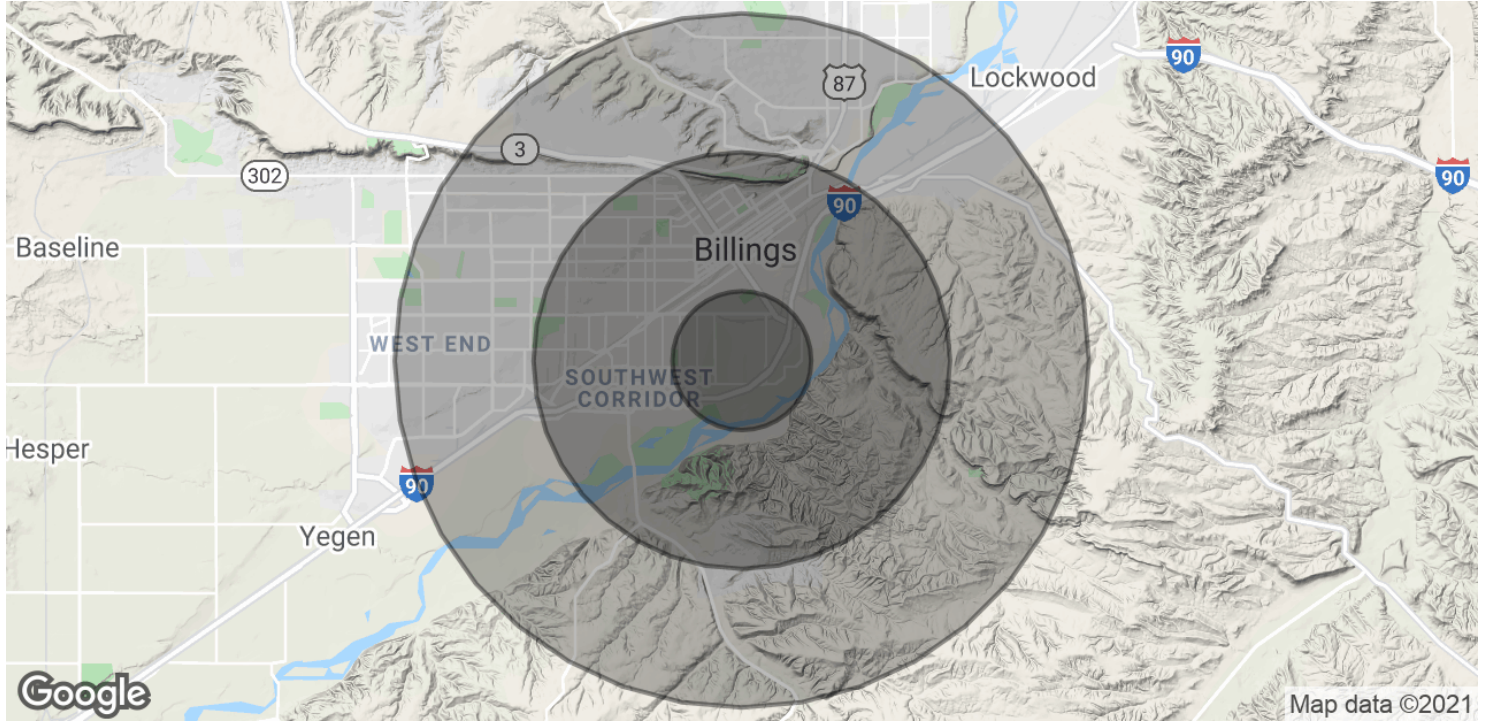 90
Lockwood
87
3
302
90
90
Baseline
Billings
WEST END
SOUTHWEST
CORRIDOR
Hesper
90
Yegen
Google
Map data ©2021